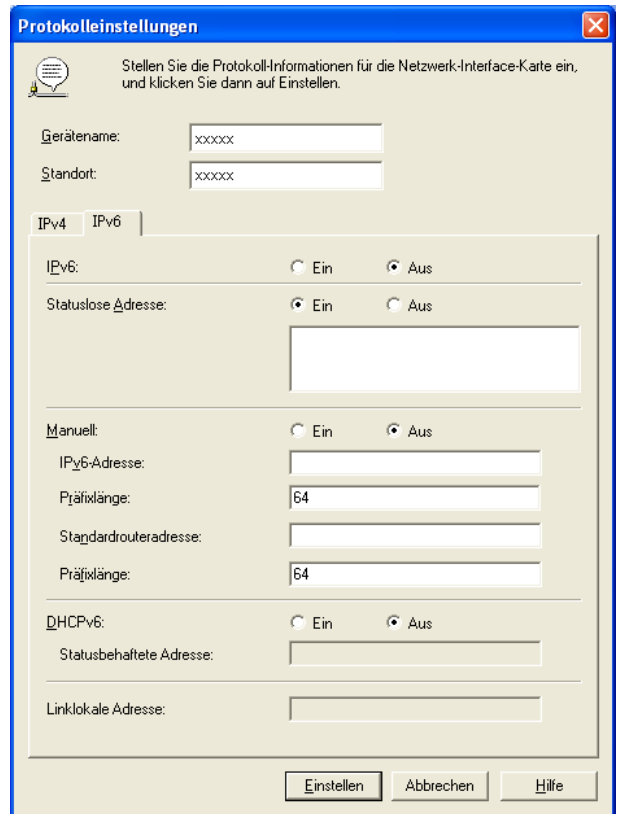 Protokolleinstellungen
Stellen Sie die Protokoll-Informationen für die Netzwerk-Interface-Karte ein,
und klicken Sie dann auf Einstellen.
Gerätename: xxxxx
Standort: xxxxx
IPv4 IPv6
IPv6: Ein Aus
Statuslose Adresse: Ein Aus
Manuell: Ein Aus
IPv6-Adresse:
Präfixlänge: 64
Standardrouteradresse:
Präfixlänge: 64
DHCPv6: Ein Aus
Statusbehaftete Adresse:
Linklokale Adresse:
Einstellen Abbrechen Hilfe